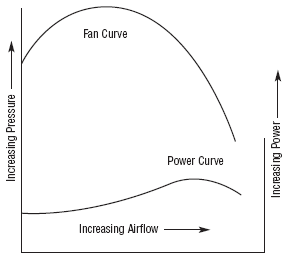 Fan Curve
Increasing Pressure
Increasing Power
Power Curve
Increasing Airflow